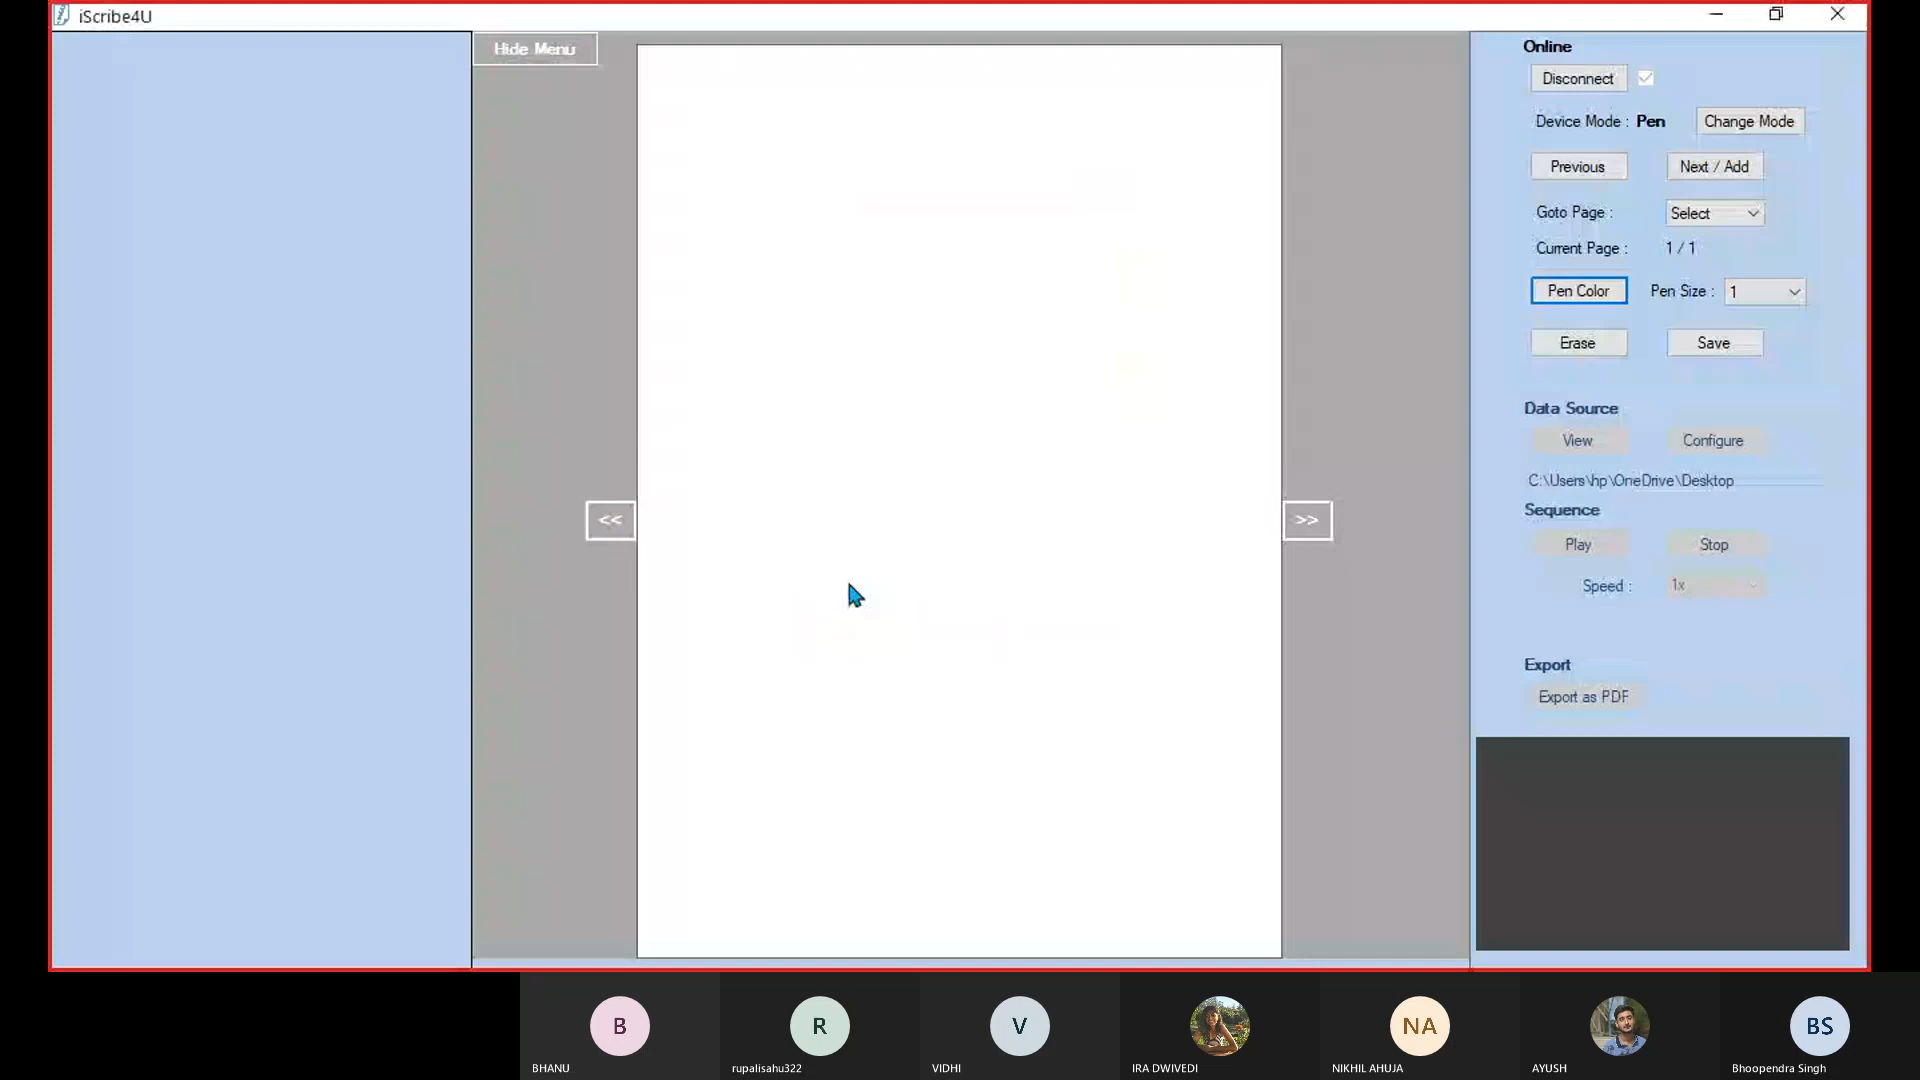 iScribe4U
Hide Menu
Online
Disconnect
Device Mode : Pen Change Mode
Previous Next / Add
Goto Page : Select
Current Page : 1 / 1
Pen Color Pen Size : 1
Erase Save
Data Source
View Configure
C:\Users\hp\OneDrive\Desktop
Sequence
<< >>
Play Stop
Speed : 1x
Export
Export as PDF
B R V NA BS
BHANU rupalisahu322 VIDHI IRA DWIVEDI NIKHIL AHUJA AYUSH Bhoopendra Singh